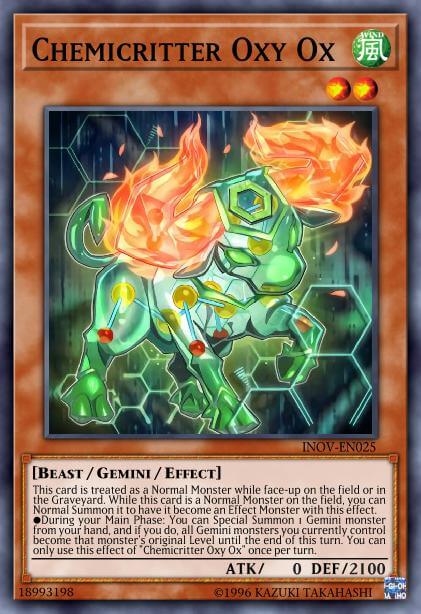 CHEMICRITTER OXY OX
WIND
風
INOV-EN025
[BEAST / GEMINI / EFFECT]
This card is treated as a Normal Monster while face-up on the field or in
the Graveyard. While this card is a Normal Monster on the field, you can
Normal Summon it to have it become an Effect Monster with this effect.
●During your Main Phase: You can Special Summon 1 Gemini monster
from your hand, and if you do, all Gemini monsters you currently control
become that monster's original Level until the end of this turn. You can
only use this effect of "Chemicritter Oxy Ox" once per turn.
ATK/ 0 DEF/2100
18993198
©1996 KAZUKI TAKAHASHI